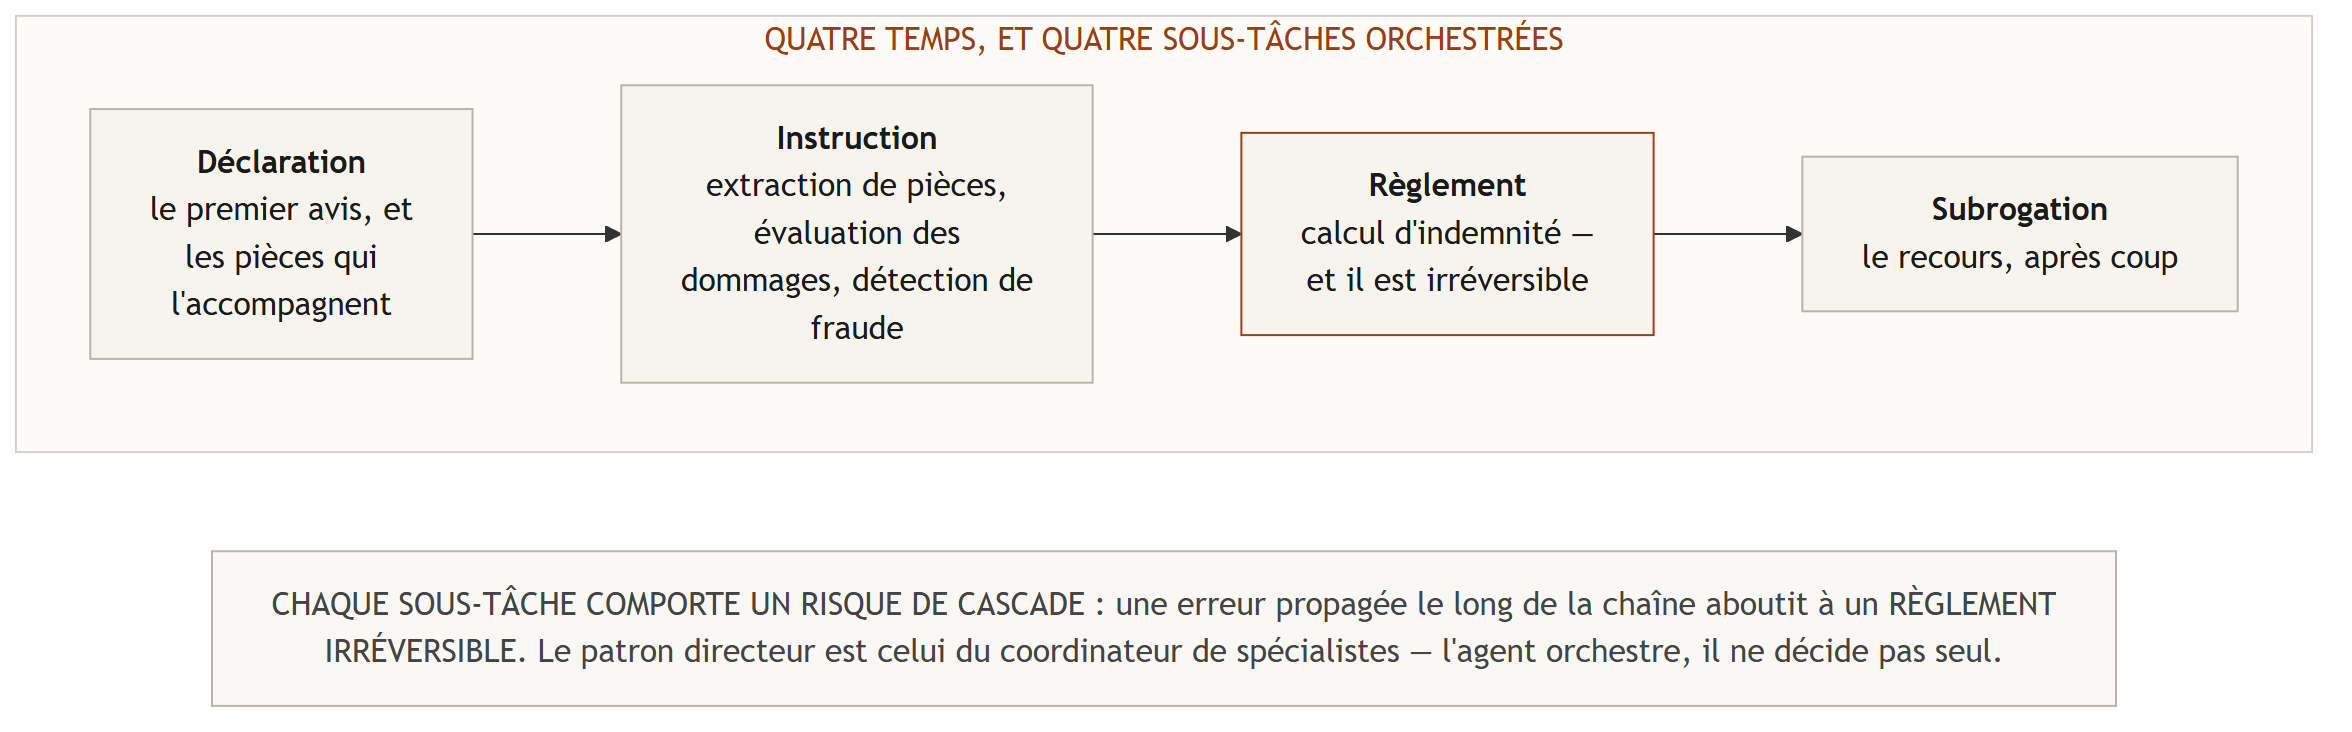 QUATRE TEMPS, ET QUATRE SOUS-TÂCHES ORCHESTRÉES
Déclaration
le premier avis, et
les pièces qui
l'accompagnent
Instruction
extraction de pièces,
évaluation des
dommages, détection de
fraude
Règlement
calcul d'indemnité —
et il est irréversible
Subrogation
le recours, après coup
CHAQUE SOUS-TÂCHE COMPORTE UN RISQUE DE CASCADE : une erreur propagée le long de la chaîne aboutit à un RÈGLEMENT
IRRÉVERSIBLE. Le patron directeur est celui du coordinateur de spécialistes — l'agent orchestre, il ne décide pas seul.